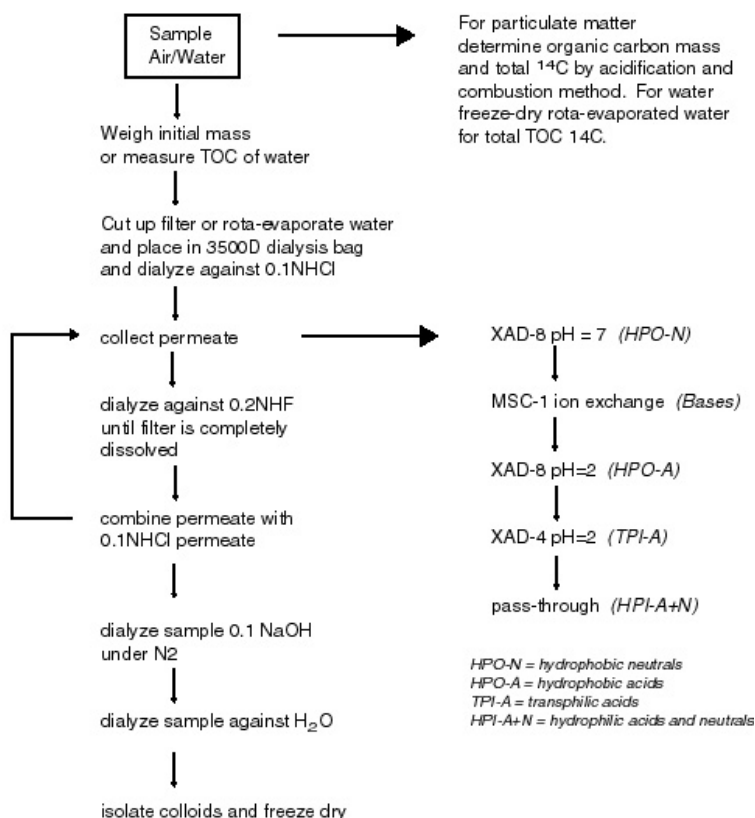 Sample
Air/Water
For particulate matter
determine organic carbon mass
and total ¹⁴C by acidification and
combustion method. For water
freeze-dry rota-evaporated water
for total TOC 14C.
Weigh initial mass
or measure TOC of water
Cut up filter or rota-evaporate water
and place in 3500D dialysis bag
and dialyze against 0.1NHCl
collect permeate
dialyze against 0.2NHF
until filter is completely
dissolved
combine permeate with
0.1NHCl permeate
dialyze sample 0.1 NaOH
under N2
dialyze sample against H₂O
isolate colloids and freeze dry
XAD-8 pH = 7 (HPO-N)
MSC-1 ion exchange (Bases)
XAD-8 pH=2 (HPO-A)
XAD-4 pH=2 (TPI-A)
pass-through (HPI-A+N)
HPO-N = hydrophobic neutrals
HPO-A = hydrophobic acids
TPI-A = transphilic acids
HPI-A+N = hydrophilic acids and neutrals